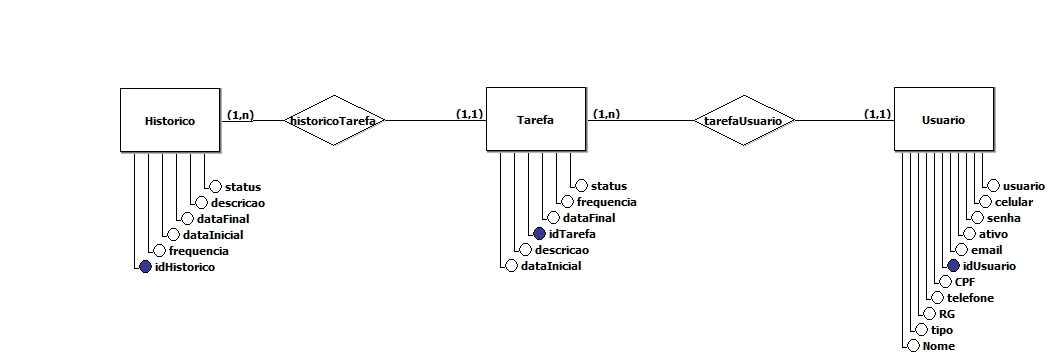 Historico
(1,n)
historicoTarefa
(1,1)
Tarefa
(1,n)
tarefaUsuario
(1,1)
Usuario
status
descricao
dataFinal
dataInicial
frequencia
idHistorico
status
frequencia
dataFinal
idTarefa
descricao
dataInicial
usuario
celular
senha
ativo
email
idUsuario
CPF
telefone
RG
tipo
Nome